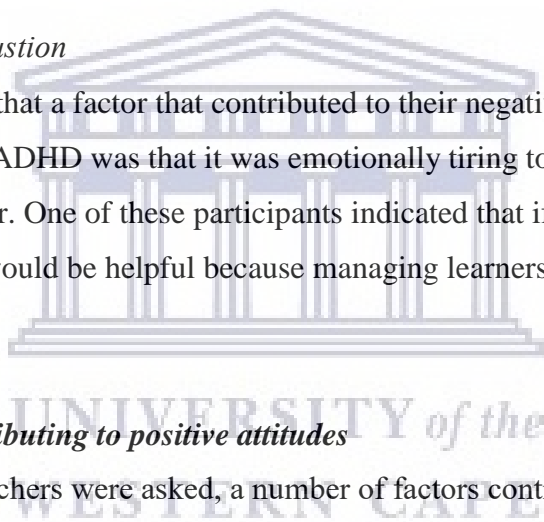 ustion
that a factor that contributed to their negati
ADHD was that it was emotionally tiring to
r. One of these participants indicated that i
would be helpful because managing learners
UNIVERSITY of the
ibuting to positive attitudes
chers were asked, a number of factors cont
WESTERN CAPE